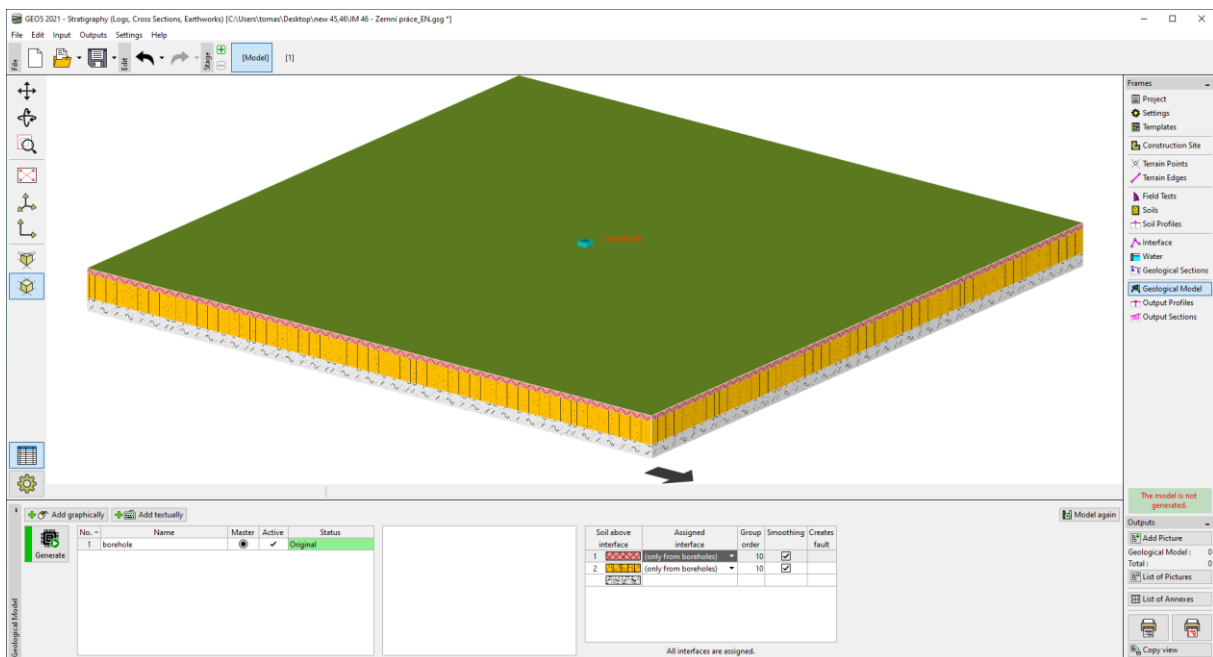 GEO5 2021 - Stratigraphy (Logs, Cross Sections, Earthworks) [C:\Users\tomas\Desktop\new 45,46\IM 46 - Zemní práce_EN.gsg *]
File Edit Input Outputs Settings Help
File
Edit
Stage
[Model] [1]
Frames
Project
Settings
Templates
Construction Site
Terrain Points
Terrain Edges
Field Tests
Soils
Soil Profiles
Interface
Water
Geological Sections
Geological Model
Output Profiles
Output Sections
borehole
The model is not
generated.
Outputs
Add Picture
Geological Model : 0
Total : 0
List of Pictures
List of Annexes
Copy view
Geological Model
Add graphically Add textually
Generate
No. Name Master Active Status
1 borehole Original
Soil above interface Assigned interface Group order Smoothing Creates fault
1 (only from boreholes) 10
2 (only from boreholes) 10
All interfaces are assigned.
Model again